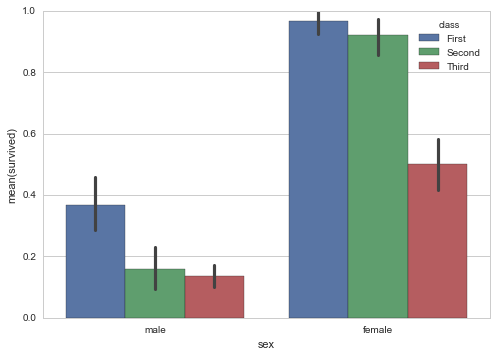 1.0
0.8
0.6
0.4
0.2
0.0
mean(survived)
class
First
Second
Third
male
female
sex